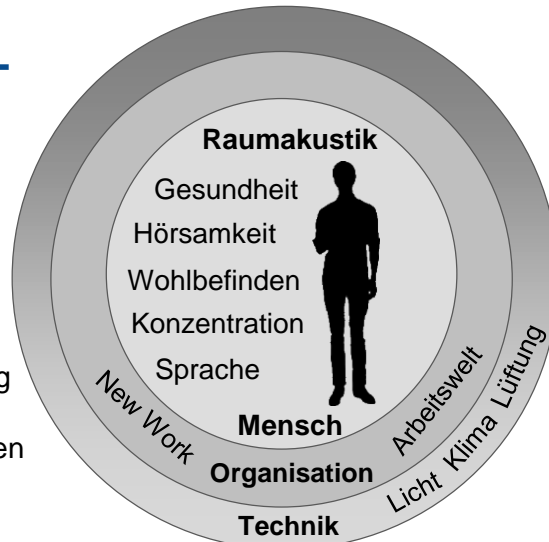 Raumakustik
Gesundheit
Hörsamkeit
Wohlbefinden
Konzentration
Sprache
Mensch
New Work
Arbeitswelt
Organisation
Licht Klima Lüftung
Technik